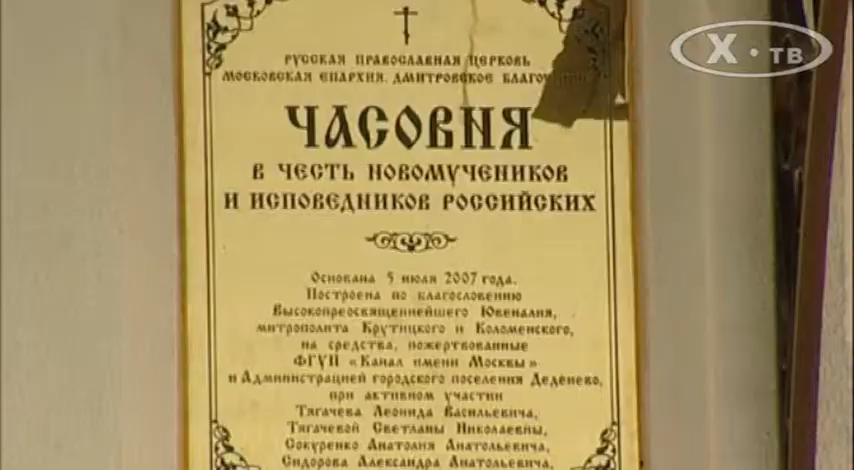 Х·ТВ
РУССКАЯ ПРАВОСЛАВНАЯ ЦЕРКОВЬ
МОСКОВСКАЯ ЕПАРХИЯ, ДМИТРОВСКОЕ
ЧАСОВНЯ
В ЧЕСТЬ НОВОМУЧЕНИКОВ
И ИСПОВЕДНИКОВ РОССИЙСКИХ
Основана 5 июля 2007 года.
Построена по благословению
Высокопреосвященнейшего Ювеналия,
митрополита Крутицкого и Коломенского,
на средства, пожертвованные
ФГУП «Канал имени Москвы»
и Администрацией городского поселения Деденево,
при активном участии
Тягачева Леонида Васильевича,
Тягачевой Светланы Николаевны,
Сокуренко Анатолия Анатольевича,
Сидорова Александра Анатольевича,